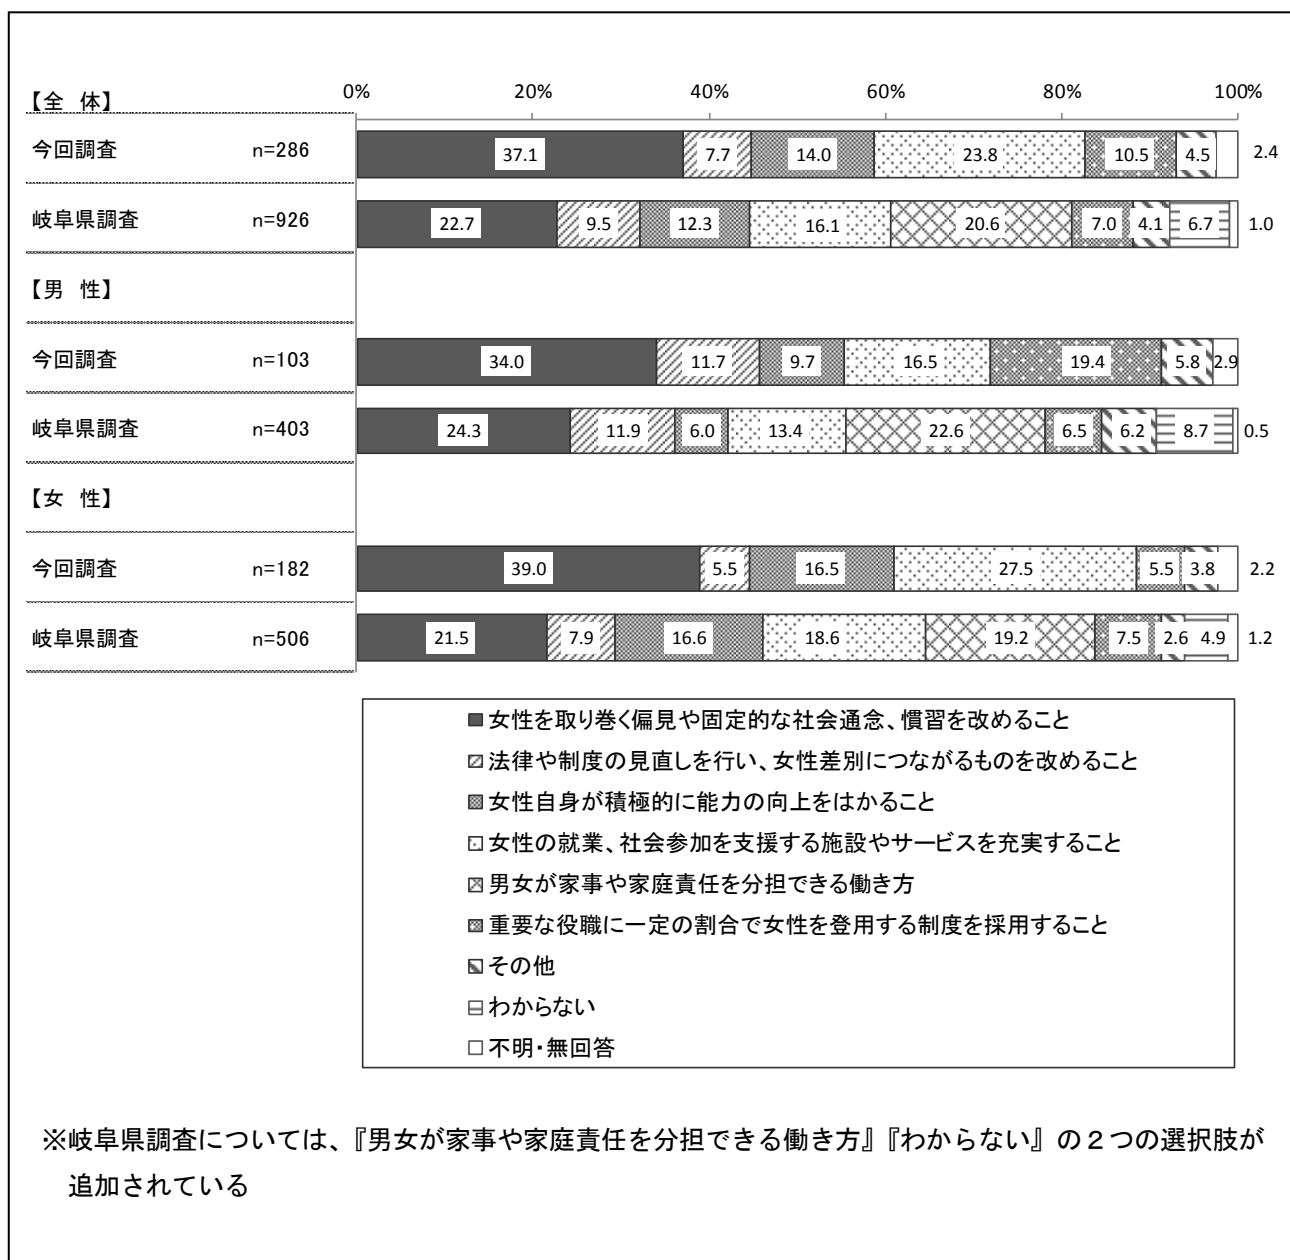 0% 20% 40% 60% 80% 100%
【全 体】
今回調査 n=286 37.1 7.7 14.0 23.8 10.5 4.5 2.4
岐阜県調査 n=926 22.7 9.5 12.3 16.1 20.6 7.0 4.1 6.7 1.0
【男 性】
今回調査 n=103 34.0 11.7 9.7 16.5 19.4 5.8 2.9
岐阜県調査 n=403 24.3 11.9 6.0 13.4 22.6 6.5 6.2 8.7 0.5
【女 性】
今回調査 n=182 39.0 5.5 16.5 27.5 5.5 3.8 2.2
岐阜県調査 n=506 21.5 7.9 16.6 18.6 19.2 7.5 2.6 4.9 1.2
女性を取り巻く偏見や固定的な社会通念、慣習を改めること
法律や制度の見直しを行い、女性差別につながるものを改めること
女性自身が積極的に能力の向上をはかること
女性の就業、社会参加を支援する施設やサービスを充実すること
男女が家事や家庭責任を分担できる働き方
重要な役職に一定の割合で女性を登用する制度を採用すること
その他
わからない
不明・無回答
※岐阜県調査については、『男女が家事や家庭責任を分担できる働き方』『わからない』の２つの選択肢が
追加されている